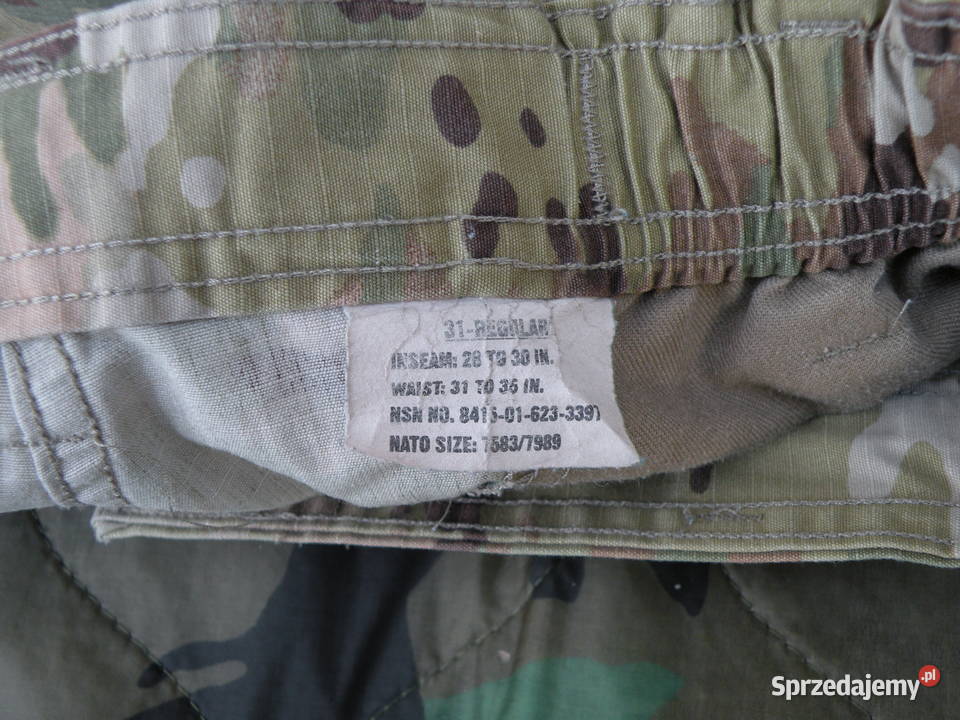 31-REGULAR
INSEAM: 28 TO 30 IN.
WAIST: 31 TO 35 IN.
NSN NO. 8415-01-623-3391
NATO SIZE: 7583/7989
Sprzedajemy.pl